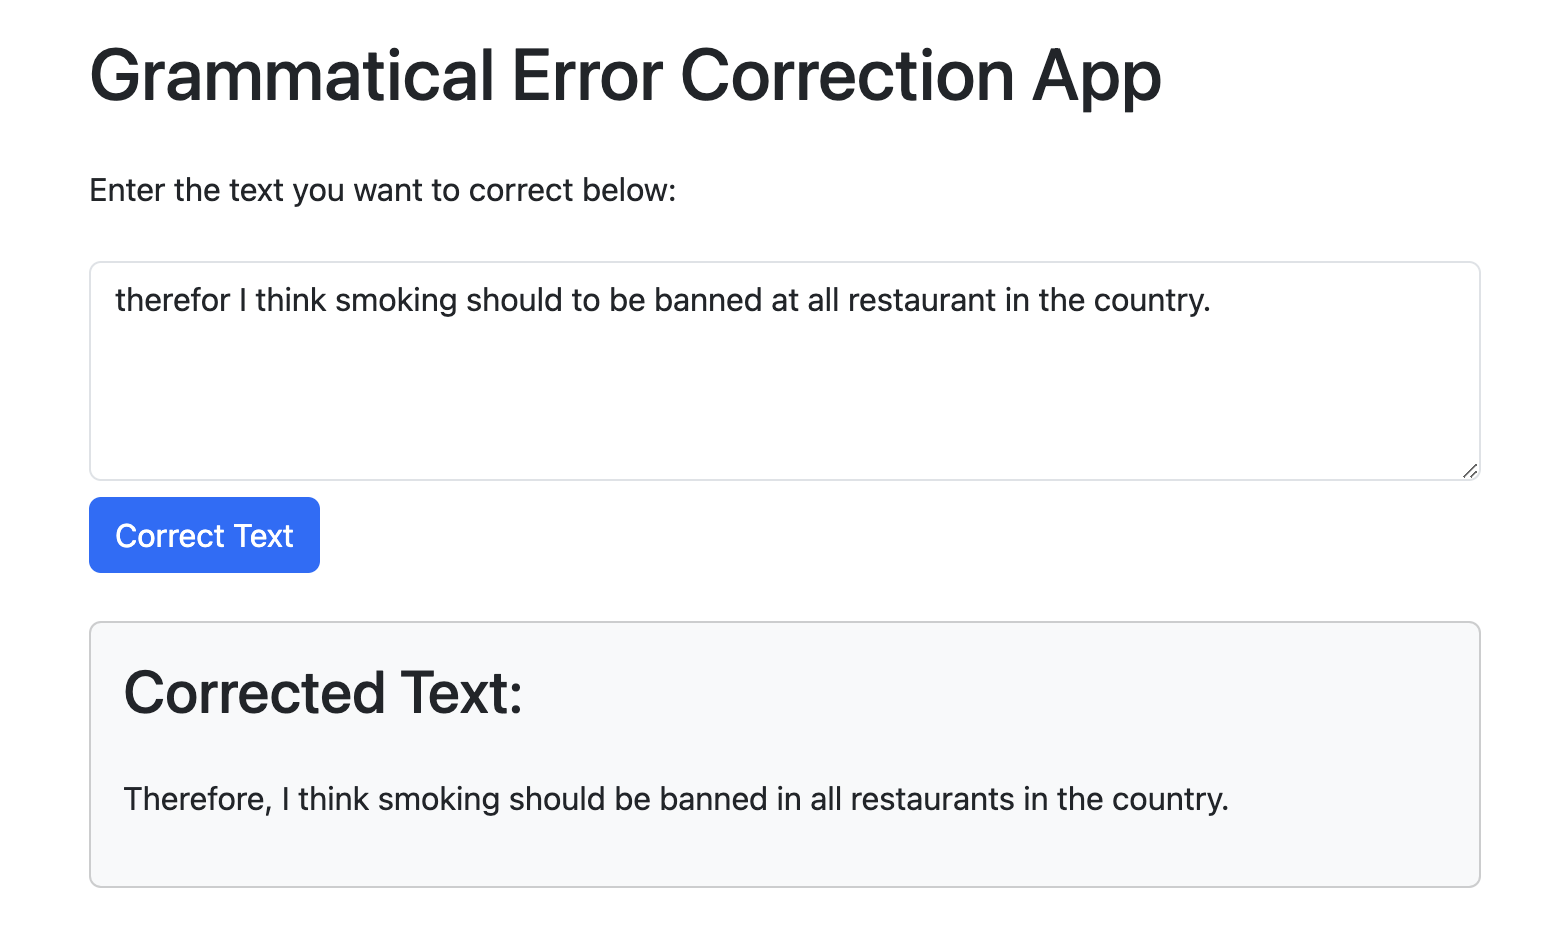 Grammatical Error Correction App
Enter the text you want to correct below:
therefor I think smoking should to be banned at all restaurant in the country.
Correct Text
Corrected Text:
Therefore, I think smoking should be banned in all restaurants in the country.